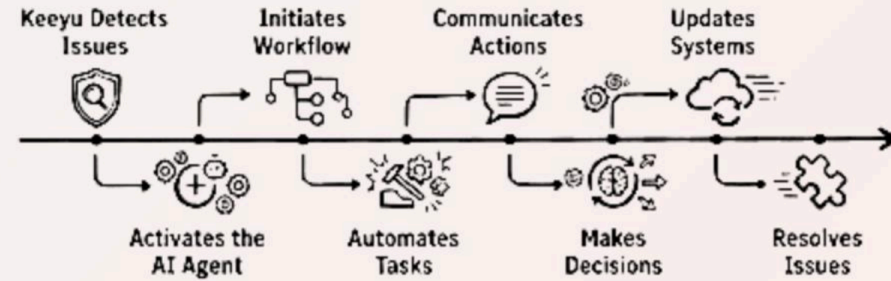 Keeyu Detects
Issues
Initiates
Workflow
Communicates
Actions
Updates
Systems
Activates the
AI Agent
Automates
Tasks
Makes
Decisions
Resolves
Issues